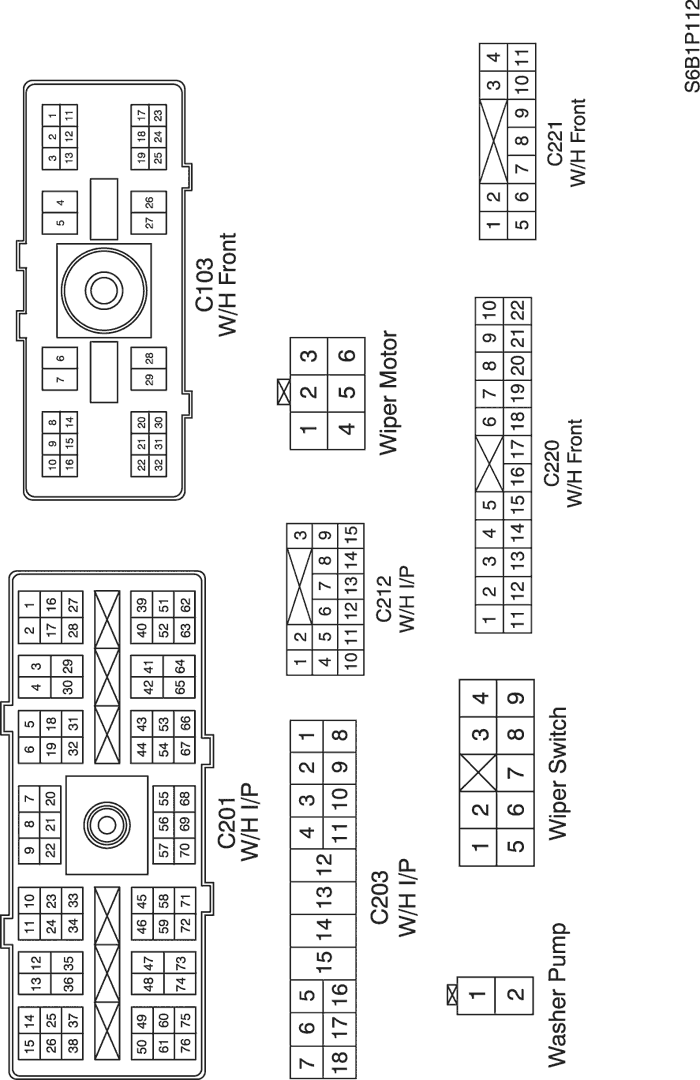 15 14 13 12 11 10 9 8 7 6 5 4 3 2 1
26 25 36 35 24 23 22 21 20 19 18 30 29 17 16
38 37 34 33 32 31 28 27
50 49 48 47 46 45 57 56 55 44 43 42 41 40 39
61 60 59 58 54 53 52 51
76 75 74 73 72 71 70 69 68 67 66 65 64 63 62
C201
W/H I/P
10 9 8 7 6 5 4 3 2 1
16 15 14 13 12 11
22 21 20 29 28 27 26 19 18 17
32 31 30 25 24 23
C103
W/H Front
7 6 5 15 14 13 12 4 3 2 1
18 17 16 11 10 9 8
C203
W/H I/P
1 2 3
4 5 6 7 8 9
10 11 12 13 14 15
C212
W/H I/P
1 2 3
4 5 6
Wiper Motor
1
2
Washer Pump
1 2 3 4
5 6 7 8 9
Wiper Switch
1 2 3 4 5 6 7 8 9 10
11 12 13 14 15 16 17 18 19 20 21 22
C220
W/H Front
1 2 3 4
5 6 7 8 9 10 11
C221
W/H Front
S6B1P112